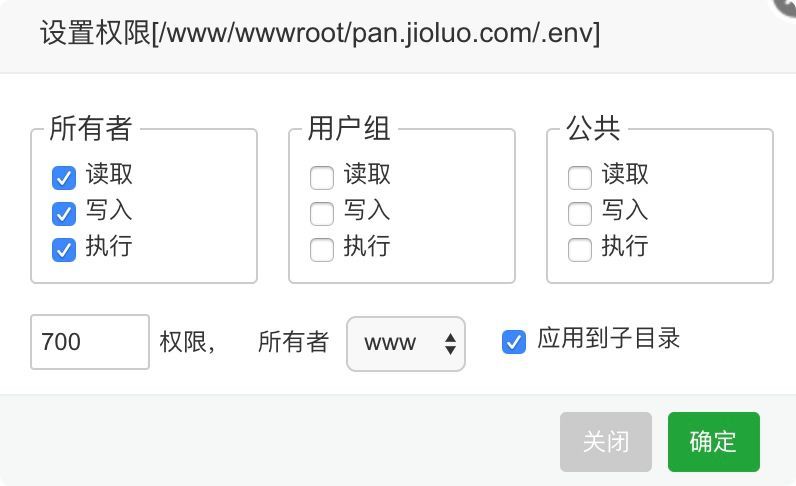 设置权限[/www/wwwroot/pan.jioluo.com/.env]
所有者 用户组 公共
读取 读取 读取
写入 写入 写入
执行 执行 执行
700 权限， 所有者 www 应用到子目录
关闭 确定